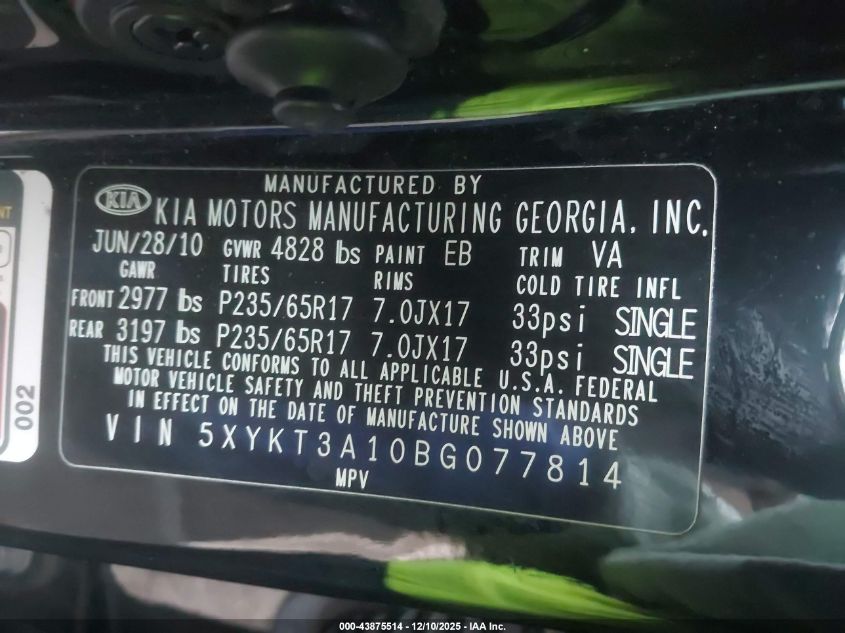 MANUFACTURED BY
KIA KIA MOTORS MANUFACTURING GEORGIA, INC.
JUN/28/10 GVWR 4828 lbs PAINT EB TRIM VA
GAWR TIRES RIMS COLD TIRE INFL
FRONT 2977 lbs P235/65R17 7.0JX17 33psi SINGLE
REAR 3197 lbs P235/65R17 7.0JX17 33psi SINGLE
THIS VEHICLE CONFORMS TO ALL APPLICABLE U.S.A. FEDERAL
MOTOR VEHICLE SAFETY AND THEFT PREVENTION STANDARDS
IN EFFECT ON THE DATE OF MANUFACTURE SHOWN ABOVE
VIN 5XYKT3A10BG077814
MPV
002
000-43875514 - 12/10/2025 - IAA Inc.